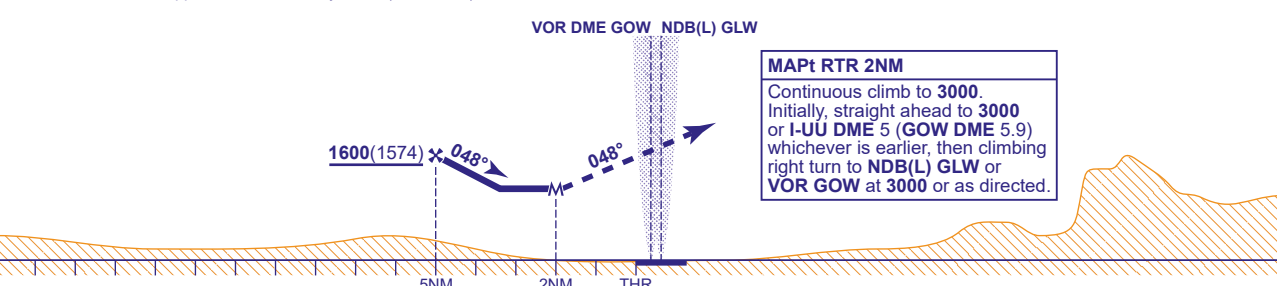 VOR DME GOW NDB(L) GLW
MAPt RTR 2NM
Continuous climb to 3000.
Initially, straight ahead to 3000
or I-UU DME 5 (GOW DME 5.9)
whichever is earlier, then climbing
right turn to NDB(L) GLW or
VOR GOW at 3000 or as directed.
1600(1574)
048°
048°
5NM
2NM
THR